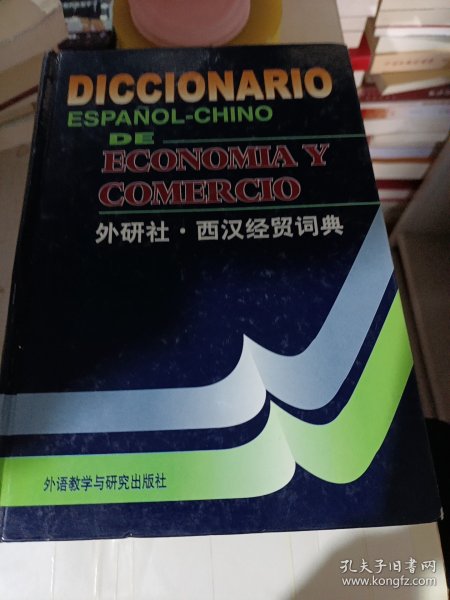 DICCIONARIO
ESPAÑOL-CHINO
DE
ECONOMIA Y
COMERCIO
外研社·西汉经贸词典
外语教学与研究出版社
孔夫子旧书网
www.kongfz.com